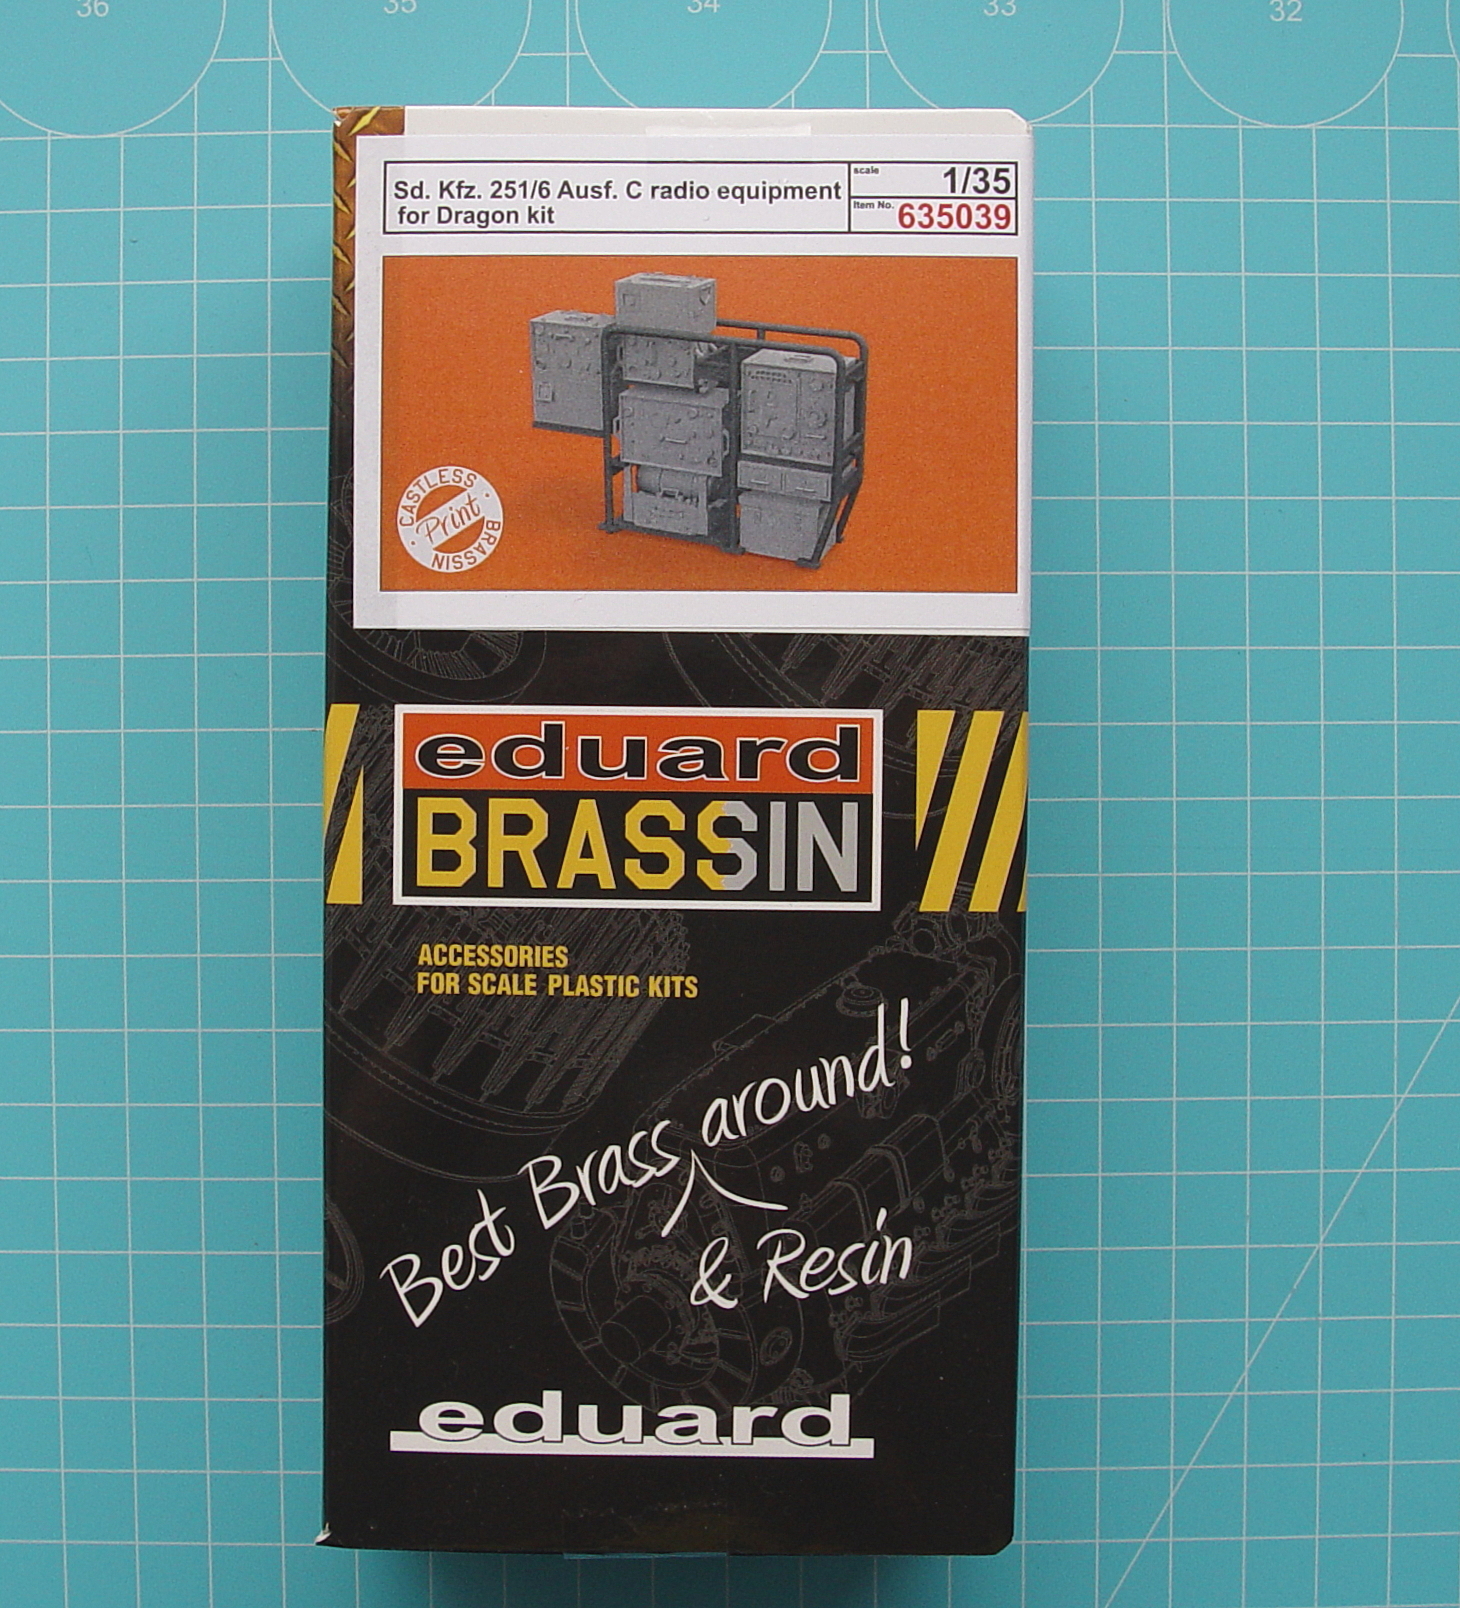 36 35 34 33 32
Sd. Kfz. 251/6 Ausf. C radio equipment
for Dragon kit
scale 1/35
Item No. 635039
CASTLESS
Print
BRASSIN
eduard
BRASSIN
ACCESSORIES
FOR SCALE PLASTIC KITS
Best Brass around!
& Resin
eduard